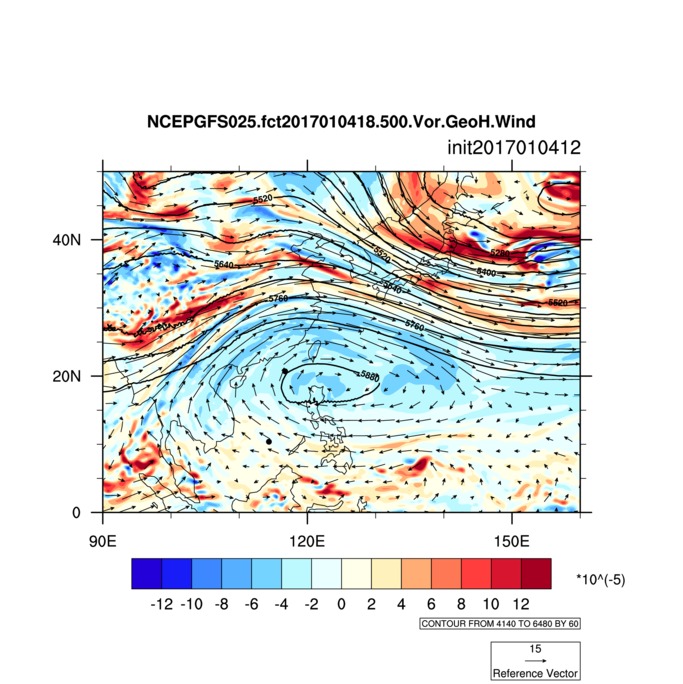 NCEPGFS025.fct2017010418.500.Vor.GeoH.Wind
init2017010412
5520
40N
5520
5280
5640
5400
5640
5760
5520
5760
20N
5880
0
90E 120E 150E
-12 -10 -8 -6 -4 -2 0 2 4 6 8 10 12
*10^(-5)
CONTOUR FROM 4140 TO 6480 BY 60
15
Reference Vector